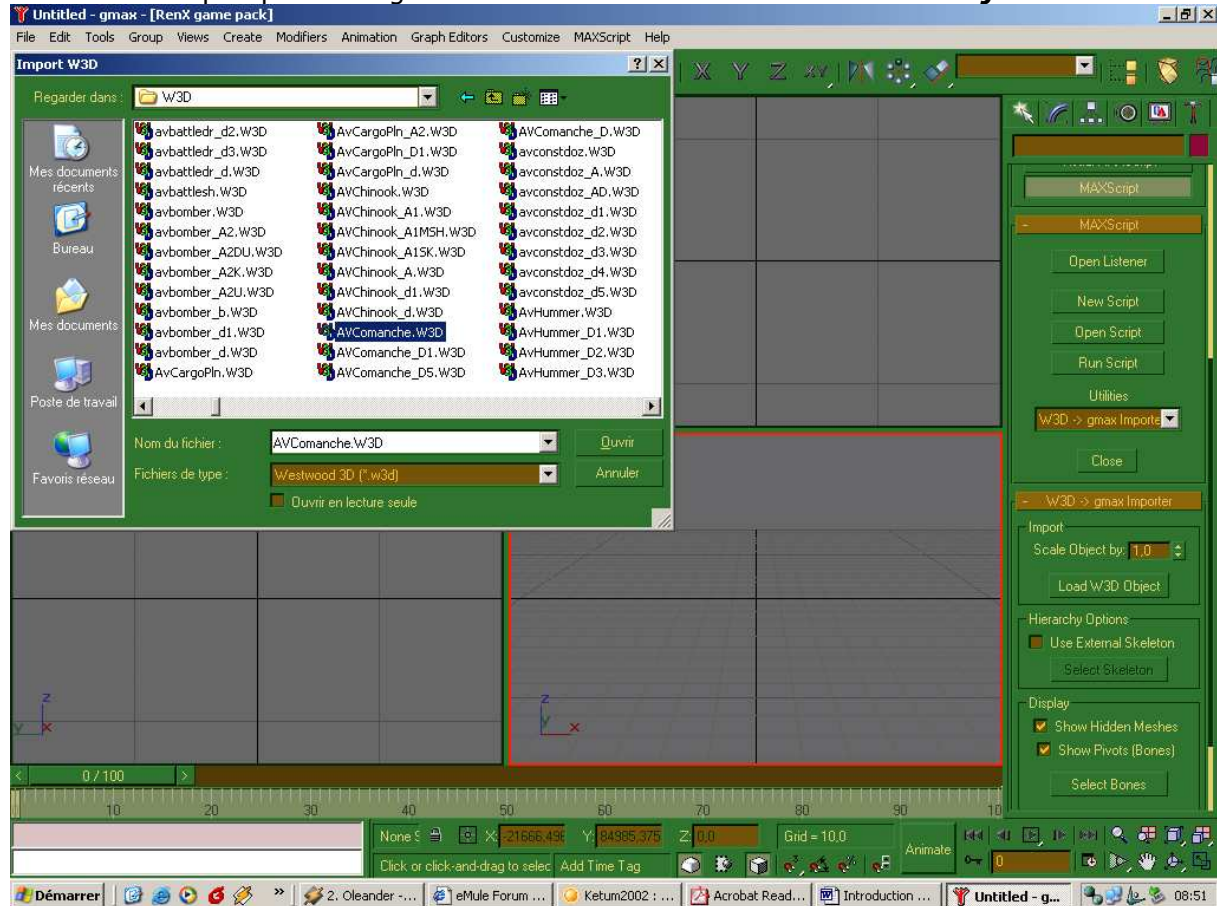 Untitled - gmax - [RenX game pack]
File Edit Tools Group Views Create Modifiers Animation Graph Editors Customize MAXScript Help
Import W3D
Regarder dans : W3D
Mes documents récents
Bureau
Mes documents
Poste de travail
Favoris réseau
avbattledr_d2.W3D
avbattledr_d3.W3D
avbattledr_d.W3D
avbattlesh.W3D
avbomber.W3D
avbomber_A2.W3D
avbomber_A2DU.W3D
avbomber_A2K.W3D
avbomber_A2U.W3D
avbomber_b.W3D
avbomber_d1.W3D
avbomber_d.W3D
AvCargoPln.W3D
AvCargoPln_A2.W3D
AvCargoPln_D1.W3D
AvCargoPln_d.W3D
AVChinook.W3D
AVChinook_A1.W3D
AVChinook_A1MSH.W3D
AVChinook_A1SK.W3D
AVChinook_A.W3D
AVChinook_d1.W3D
AVChinook_d.W3D
AVComanche.W3D
AVComanche_D1.W3D
AVComanche_D5.W3D
AVComanche_D.W3D
avconstdoz.W3D
avconstdoz_A.W3D
avconstdoz_AD.W3D
avconstdoz_d1.W3D
avconstdoz_d2.W3D
avconstdoz_d3.W3D
avconstdoz_d4.W3D
avconstdoz_d5.W3D
AvHummer.W3D
AvHummer_D1.W3D
AvHummer_D2.W3D
AvHummer_D3.W3D
Nom du fichier : AVComanche.W3D Ouvrir
Fichiers de type : Westwood 3D (*.w3d) Annuler
Ouvrir en lecture seule
X Y Z XY
MAXScript
- MAXScript
Open Listener
New Script
Open Script
Run Script
Utilities
W3D -> gmax Importe
Close
- W3D -> gmax Importer
Import
Scale Object by: 1,0
Load W3D Object
Hierarchy Options
Use External Skeleton
Select Skeleton
Display
Show Hidden Meshes
Show Pivots (Bones)
Select Bones
z y x
z y x
< 0 / 100 >
10 20 30 40 50 60 70 80 90 10
None S X: -21666,496 Y: 84985,375 Z: 0,0 Grid = 10,0
Animate
Click or click-and-drag to selec Add Time Tag 0
Démarrer » 2. Oleander -... eMule Forum ... Ketum2002 : ... Acrobat Read... Introduction ... Untitled - g... 08:51